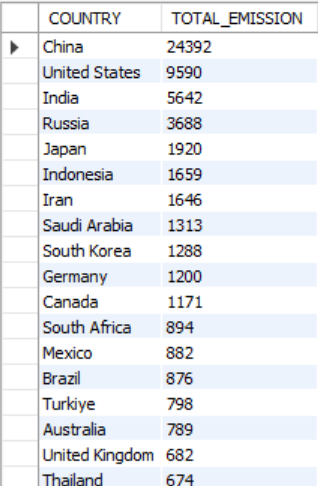 COUNTRY TOTAL_EMISSION
China 24392
United States 9590
India 5642
Russia 3688
Japan 1920
Indonesia 1659
Iran 1646
Saudi Arabia 1313
South Korea 1288
Germany 1200
Canada 1171
South Africa 894
Mexico 882
Brazil 876
Turkiye 798
Australia 789
United Kingdom 682
Thailand 674